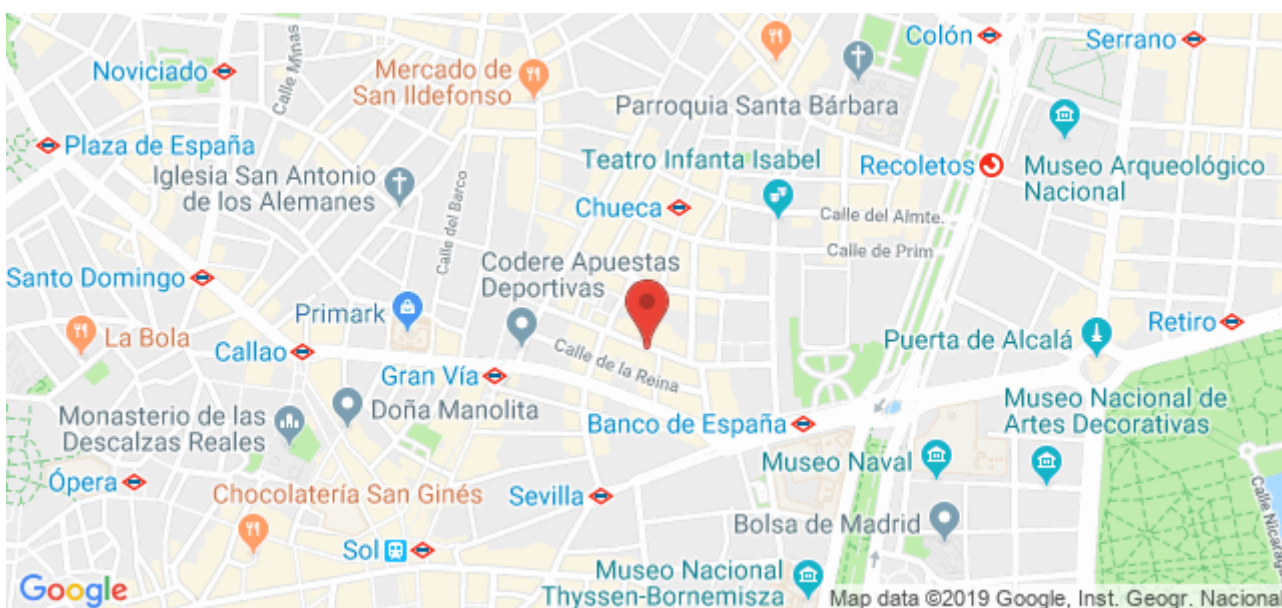 Colón
Serrano
Noviciado
Calle Minas
Mercado de
San Ildefonso
Parroquia Santa Bárbara
Plaza de España
Teatro Infanta Isabel
Recoletos
Museo Arqueológico
Nacional
Iglesia San Antonio
de los Alemanes
Calle del Barco
Chueca
Calle del Almte.
Calle de Prim
Santo Domingo
Codere Apuestas
Deportivas
Primark
La Bola
Callao
Calle de la Reina
Puerta de Alcalá
Retiro
Gran Vía
Doña Manolita
Monasterio de las
Descalzas Reales
Banco de España
Museo Nacional de
Artes Decorativas
Museo Naval
Ópera
Chocolatería San Ginés
Sevilla
Bolsa de Madrid
Sol
Museo Nacional
Thyssen-Bornemisza
Google
Map data ©2019 Google, Inst. Geogr. Naciona